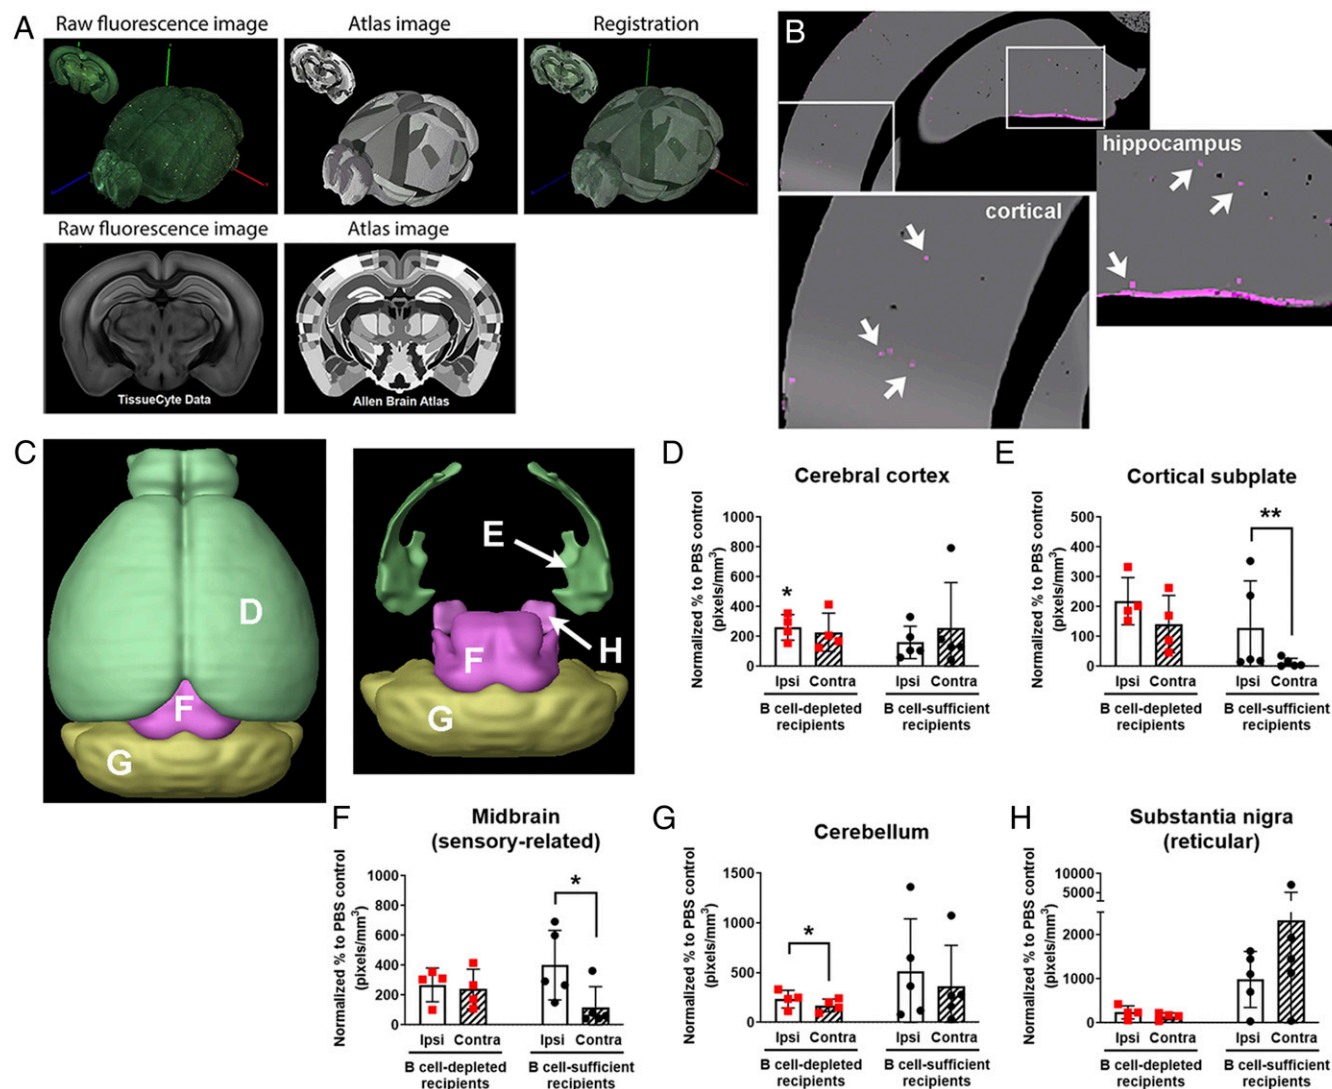 A
Raw fluorescence image
Atlas image
Registration
Raw fluorescence image
Atlas image
TissueCyte Data
Allen Brain Atlas
B
hippocampus
cortical
C
D
F
G
E
H
F
G
D
Cerebral cortex
Normalized % to PBS control
(pixels/mm³)
1000
800
600
400
200
0
*
Ipsi Contra Ipsi Contra
B cell-depleted B cell-sufficient
recipients recipients
E
Cortical subplate
Normalized % to PBS control
(pixels/mm³)
500
400
300
200
100
0
**
Ipsi Contra Ipsi Contra
B cell-depleted B cell-sufficient
recipients recipients
F
Midbrain
(sensory-related)
Normalized % to PBS control
(pixels/mm³)
1000
800
600
400
200
0
*
Ipsi Contra Ipsi Contra
B cell-depleted B cell-sufficient
recipients recipients
G
Cerebellum
Normalized % to PBS control
(pixels/mm³)
1500
1000
500
0
*
Ipsi Contra Ipsi Contra
B cell-depleted B cell-sufficient
recipients recipients
H
Substantia nigra
(reticular)
Normalized % to PBS control
(pixels/mm³)
10000
5000
2000
1000
0
Ipsi Contra Ipsi Contra
B cell-depleted B cell-sufficient
recipients recipients